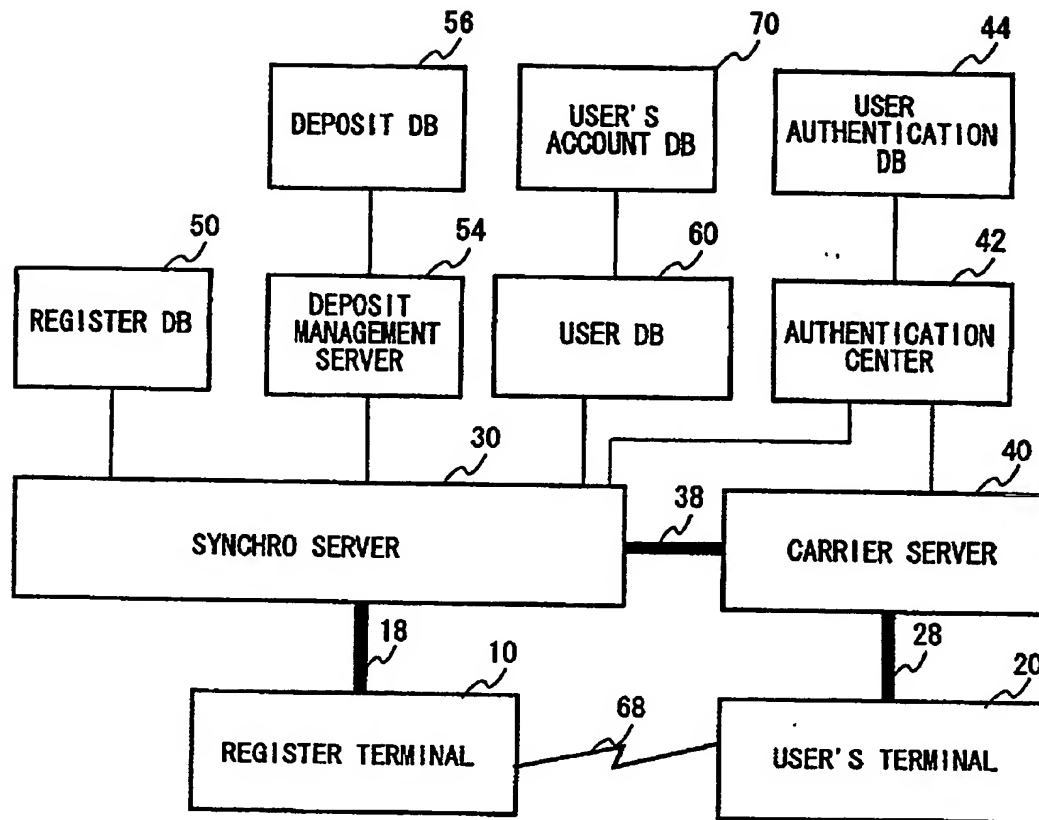 56
70
44
DEPOSIT DB
USER'S
ACCOUNT DB
USER
AUTHENTICATION
DB
50
54
60
42
REGISTER DB
DEPOSIT
MANAGEMENT
SERVER
USER DB
AUTHENTICATION
CENTER
30
40
SYNCHRO SERVER
38
CARRIER SERVER
18
10
28
20
REGISTER TERMINAL
68
USER'S TERMINAL